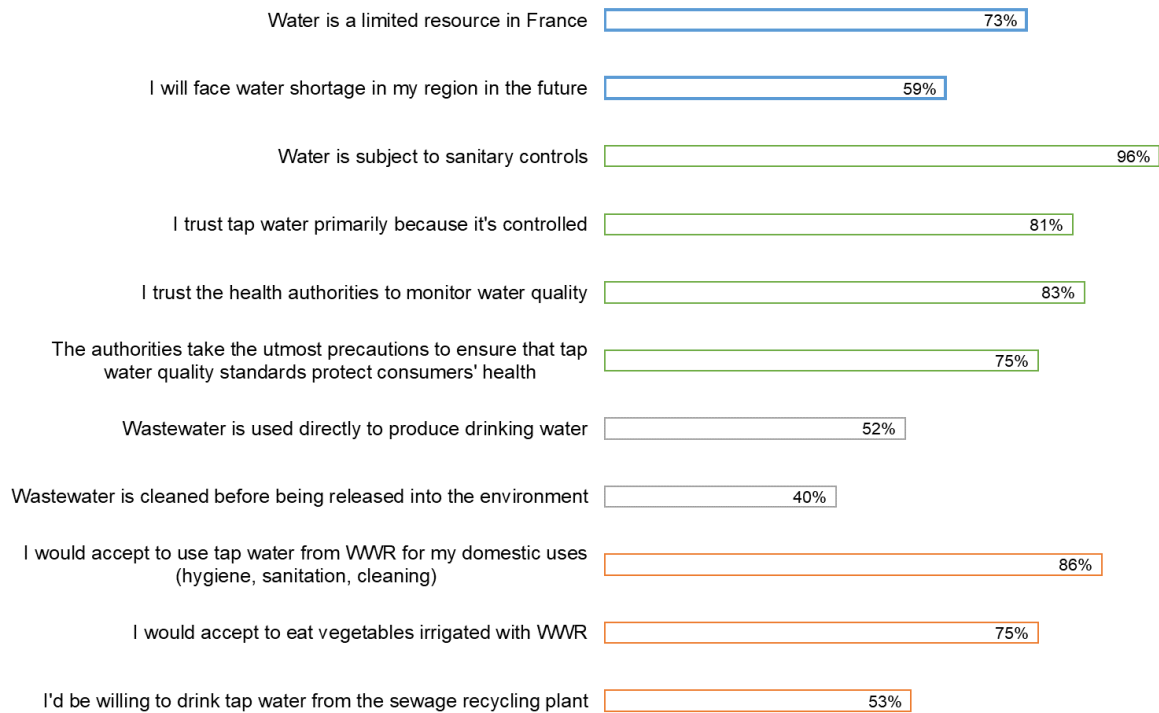 Water is a limited resource in France 73%
I will face water shortage in my region in the future 59%
Water is subject to sanitary controls 96%
I trust tap water primarily because it's controlled 81%
I trust the health authorities to monitor water quality 83%
The authorities take the utmost precautions to ensure that tap
water quality standards protect consumers' health 75%
Wastewater is used directly to produce drinking water 52%
Wastewater is cleaned before being released into the environment 40%
I would accept to use tap water from WWR for my domestic uses
(hygiene, sanitation, cleaning) 86%
I would accept to eat vegetables irrigated with WWR 75%
I'd be willing to drink tap water from the sewage recycling plant 53%